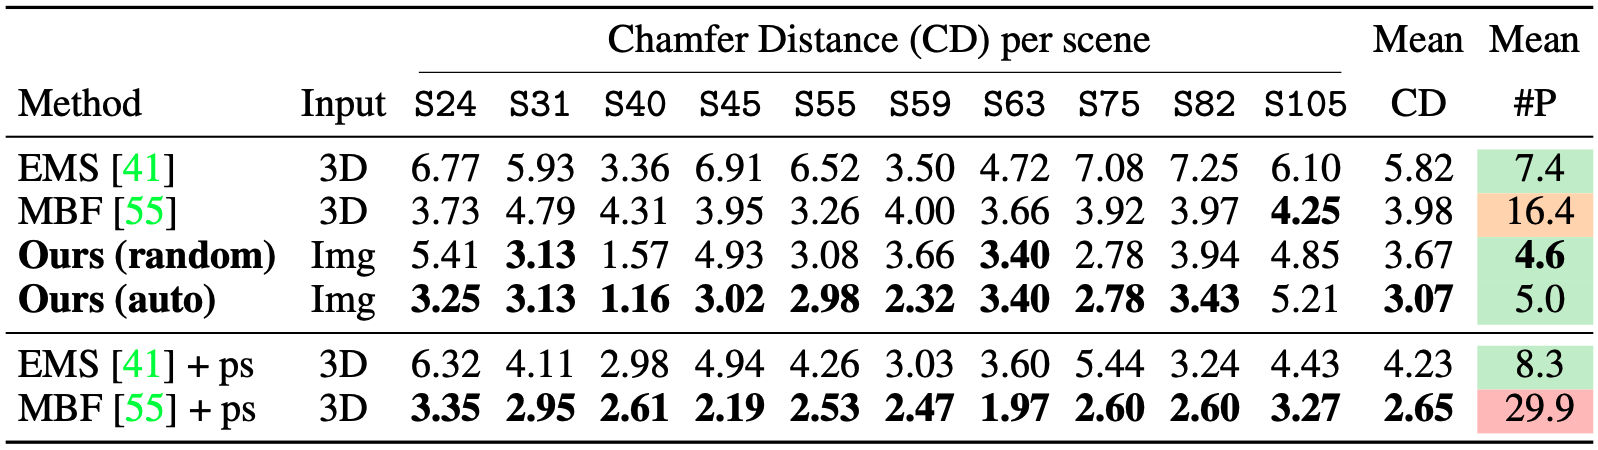 Chamfer Distance (CD) per scene Mean Mean
Method Input S24 S31 S40 S45 S55 S59 S63 S75 S82 S105 CD #P
EMS [41] 3D 6.77 5.93 3.36 6.91 6.52 3.50 4.72 7.08 7.25 6.10 5.82 7.4
MBF [55] 3D 3.73 4.79 4.31 3.95 3.26 4.00 3.66 3.92 3.97 4.25 3.98 16.4
Ours (random) Img 5.41 3.13 1.57 4.93 3.08 3.66 3.40 2.78 3.94 4.85 3.67 4.6
Ours (auto) Img 3.25 3.13 1.16 3.02 2.98 2.32 3.40 2.78 3.43 5.21 3.07 5.0
EMS [41] + ps 3D 6.32 4.11 2.98 4.94 4.26 3.03 3.60 5.44 3.24 4.43 4.23 8.3
MBF [55] + ps 3D 3.35 2.95 2.61 2.19 2.53 2.47 1.97 2.60 2.60 3.27 2.65 29.9